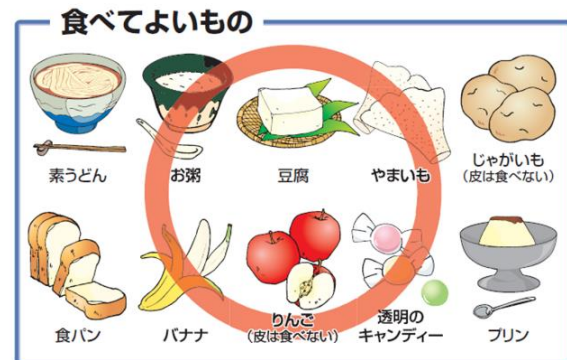 食べてよいもの
素うどん
お粥
豆腐
やまいも
じゃがいも
(皮は食べない)
食パン
バナナ
りんご
(皮は食べない)
透明の
キャンディー
プリン